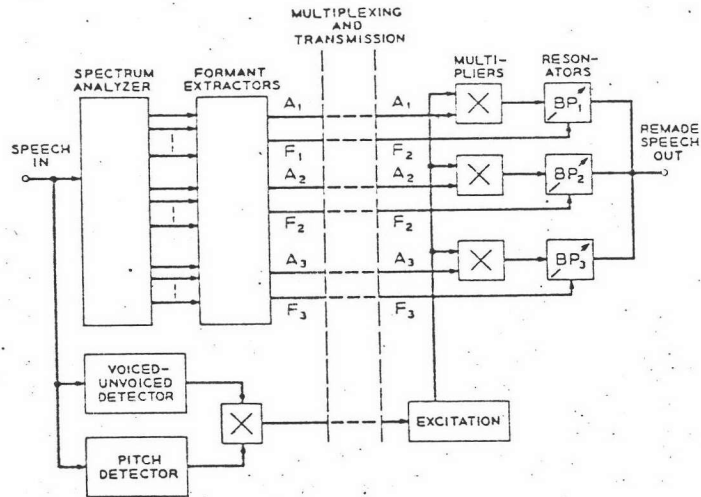 MULTIPLEXING
AND
TRANSMISSION
SPECTRUM
ANALYZER
FORMANT
EXTRACTORS
MULTI-
PLIERS
RESON-
ATORS
SPEECH
IN
A1
A1
BP1
F1
F2
A2
A2
BP2
F2
F2
A3
A3
BP3
F3
F3
REMADE
SPEECH
OUT
VOICED-
UNVOICED
DETECTOR
PITCH
DETECTOR
EXCITATION